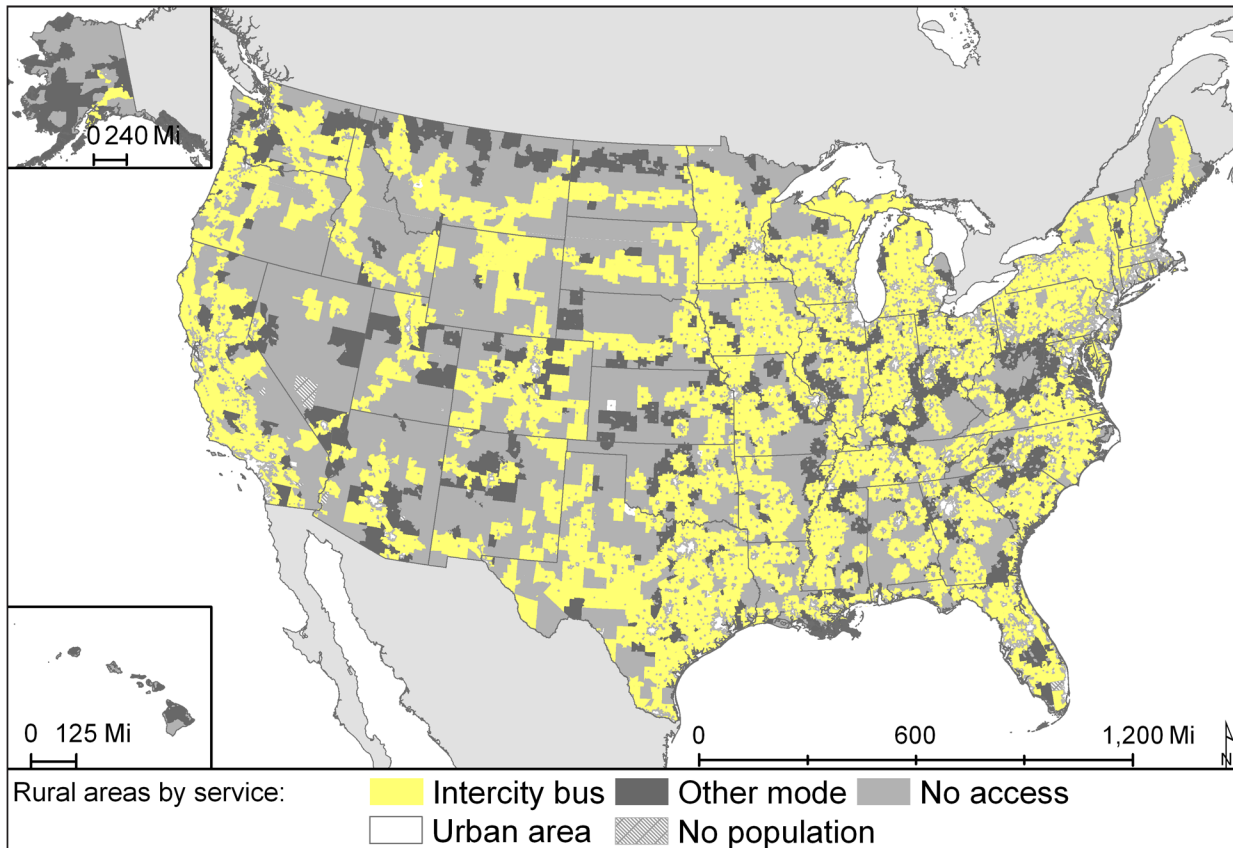 0 240 Mi
0 125 Mi
0 600 1,200 Mi
N
Rural areas by service: Intercity bus Other mode No access
Urban area No population